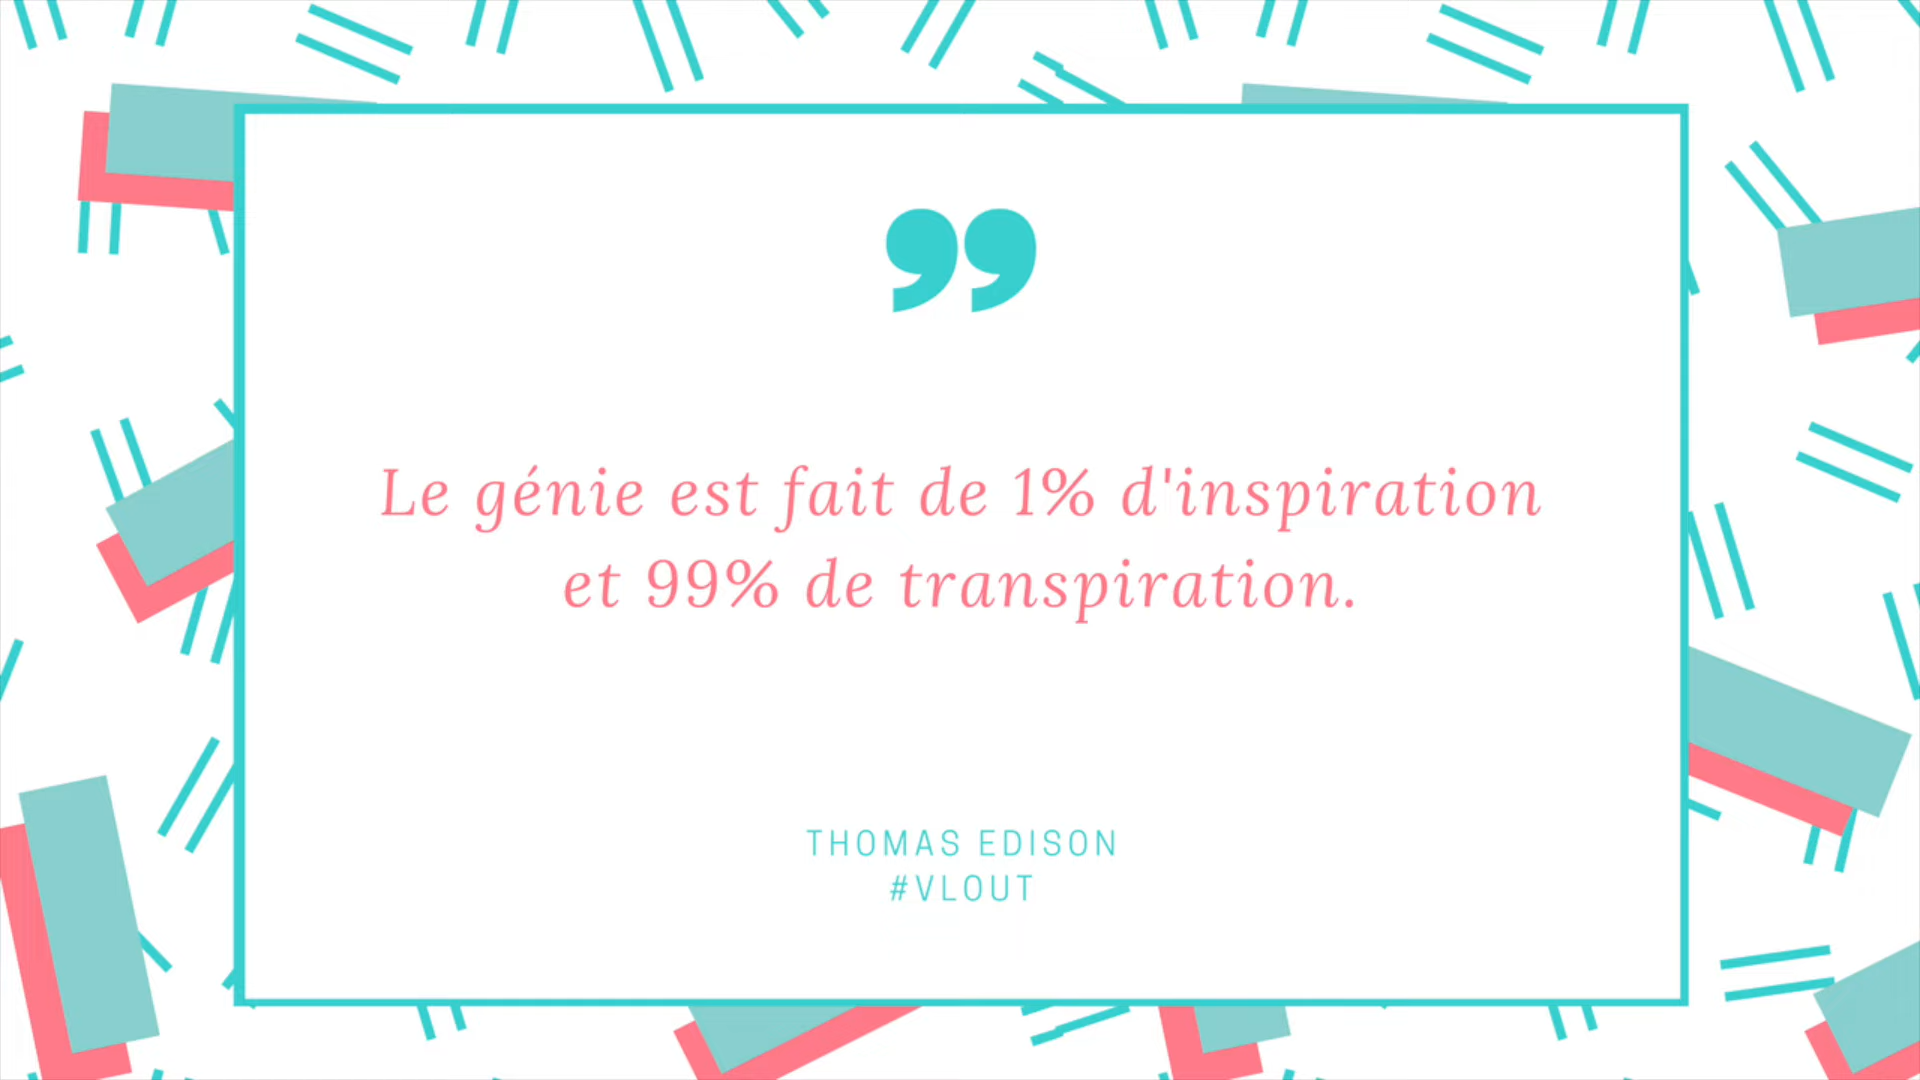 Le génie est fait de 1% d'inspiration
et 99% de transpiration.
THOMAS EDISON
#VLOUT